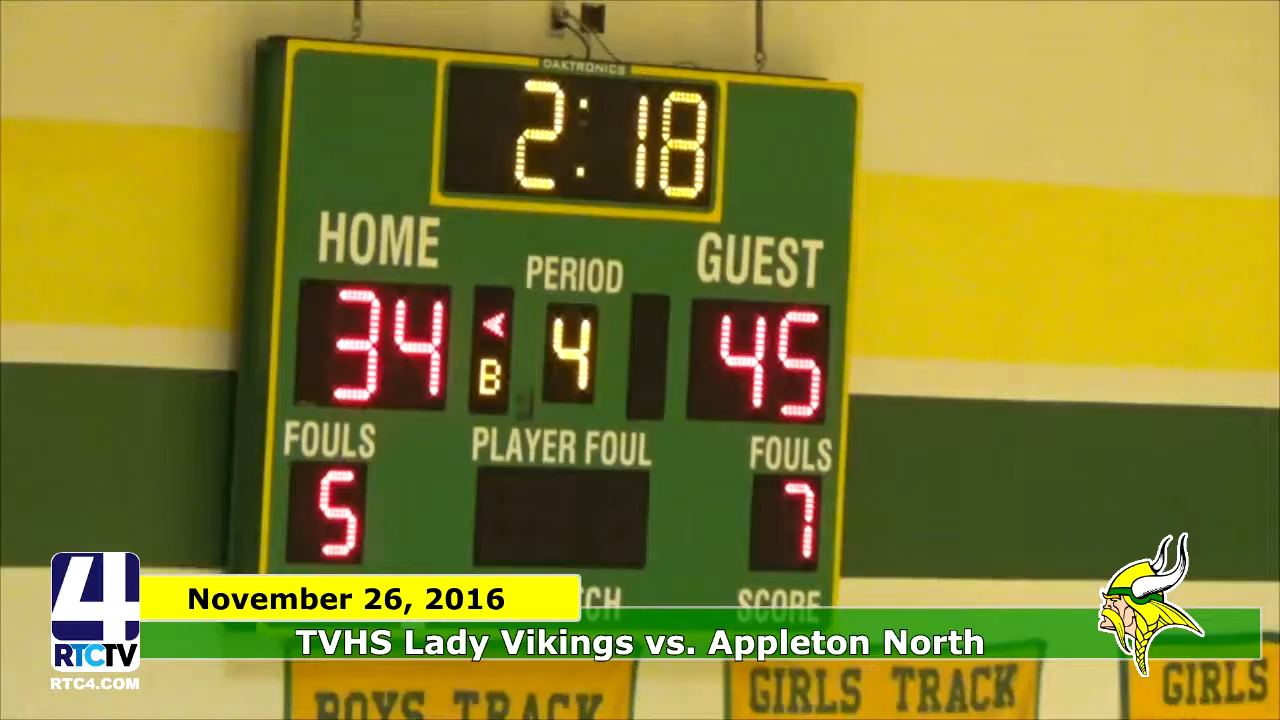 DAKTRONICS
2:18
HOME
GUEST
PERIOD
34
B
4
45
FOULS
PLAYER FOUL
FOULS
5
7
SCORE
4
RTCTV
RTC4.COM
November 26, 2016
TVHS Lady Vikings vs. Appleton North
BOYS TRACK
GIRLS TRACK
GIRLS